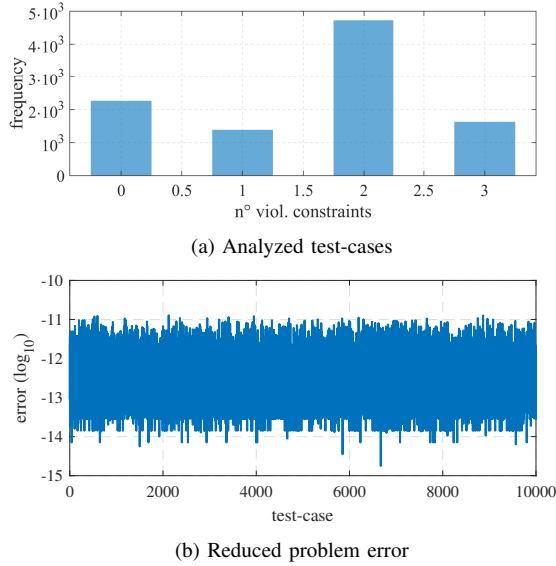 5·10³
4·10³
3·10³
2·10³
10³
0
frequency
0 0.5 1 1.5 2 2.5 3
n° viol. constraints
(a) Analyzed test-cases
-10
-11
-12
-13
-14
-15
error (log₁₀)
0 2000 4000 6000 8000 10000
test-case
(b) Reduced problem error